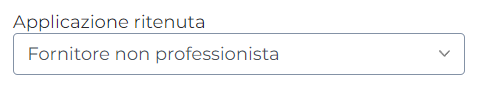 Applicazione ritenuta
Fornitore non professionista